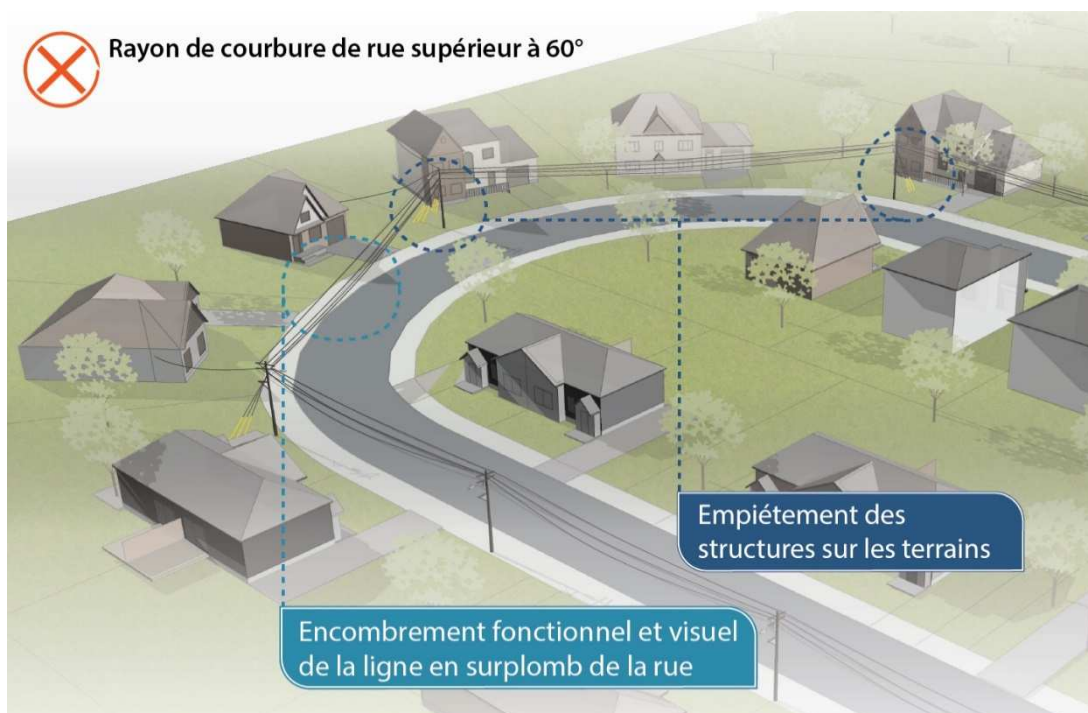 Rayon de courbure de rue supérieur à 60°
Empiétement des
structures sur les terrains
Encombrement fonctionnel et visuel
de la ligne en surplomb de la rue